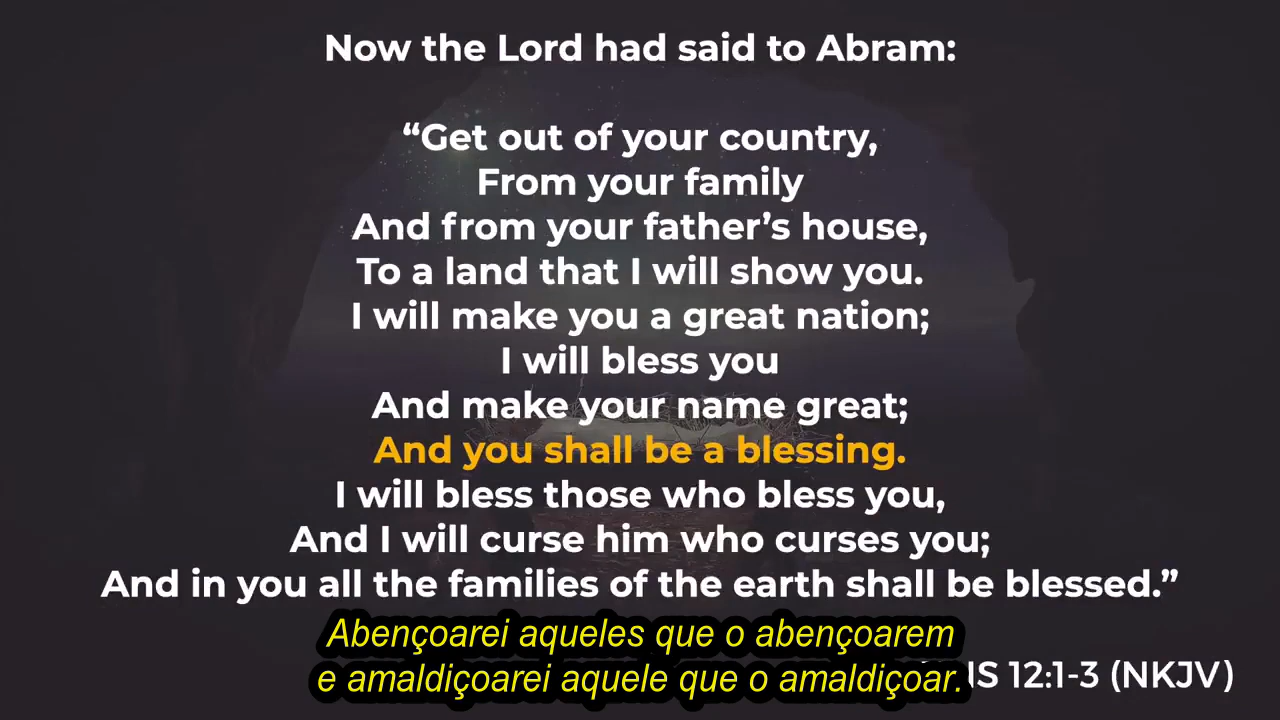 Now the Lord had said to Abram:
“Get out of your country,
From your family
And from your father’s house,
To a land that I will show you.
I will make you a great nation;
I will bless you
And make your name great;
And you shall be a blessing.
I will bless those who bless you,
And I will curse him who curses you;
And in you all the families of the earth shall be blessed.”
Abençoarei aqueles que o abençoarem
e amaldiçoarei aquele que o amaldiçoar.
12:1-3 (NKJV)